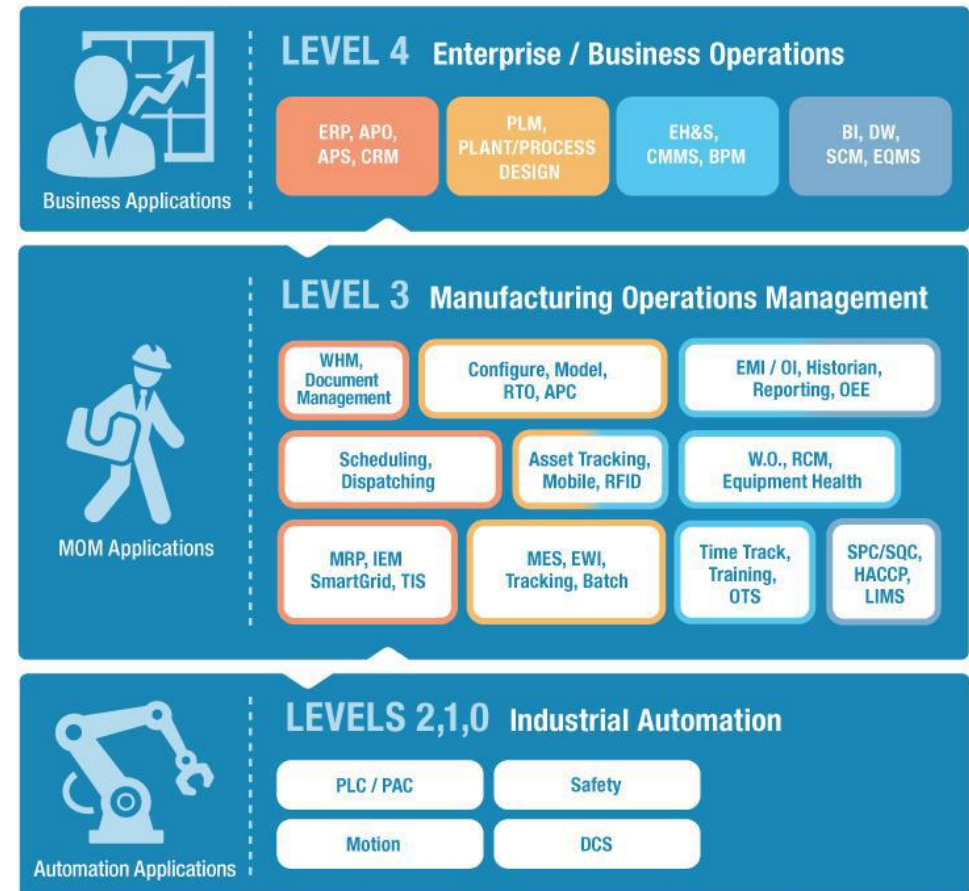 LEVEL 4 Enterprise / Business Operations
ERP, APO,
APS, CRM
PLM,
PLANT/PROCESS
DESIGN
EH&S,
CMMS, BPM
BI, DW,
SCM, EQMS
Business Applications
LEVEL 3 Manufacturing Operations Management
WHM,
Document
Management
Configure, Model,
RTO, APC
EMI / OI, Historian,
Reporting, OEE
Scheduling,
Dispatching
Asset Tracking,
Mobile, RFID
W.O., RCM,
Equipment Health
MRP, IEM
SmartGrid, TIS
MES, EWI,
Tracking, Batch
Time Track,
Training,
OTS
SPC/SQC,
HACCP,
LIMS
MOM Applications
LEVELS 2,1,0 Industrial Automation
PLC / PAC
Safety
Motion
DCS
Automation Applications